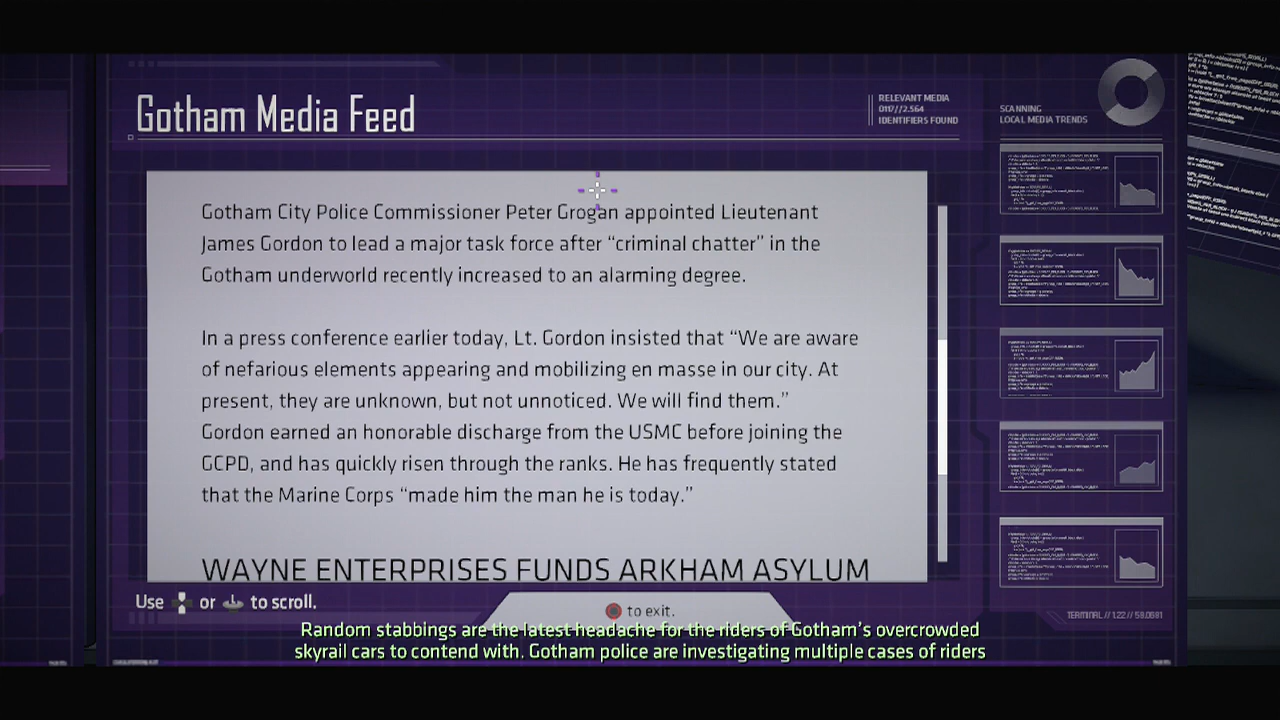 Gotham Media Feed
RELEVANT MEDIA
0117//2.564
IDENTIFIERS FOUND
SCANNING
LOCAL MEDIA TRENDS
Gotham City Police Commissioner Peter Grogan appointed Lieutenant
James Gordon to lead a major task force after “criminal chatter” in the
Gotham underworld recently increased to an alarming degree.
In a press conference earlier today, Lt. Gordon insisted that “We are aware
of nefarious elements appearing and mobilizing en masse in our city. At
present, they are unknown, but not unnoticed. We will find them.”
Gordon earned an honorable discharge from the USMC before joining the
GCPD, and has quickly risen through the ranks. He has frequently stated
that the Marine Corps “made him the man he is today.”
WAYNE ENTERPRISES FUNDS ARKHAM ASYLUM
Use or to scroll.
to exit.
TERMINAL // 1.22 // 58.0681
Random stabbings are the latest headache for the riders of Gotham's overcrowded
skyrail cars to contend with. Gotham police are investigating multiple cases of riders